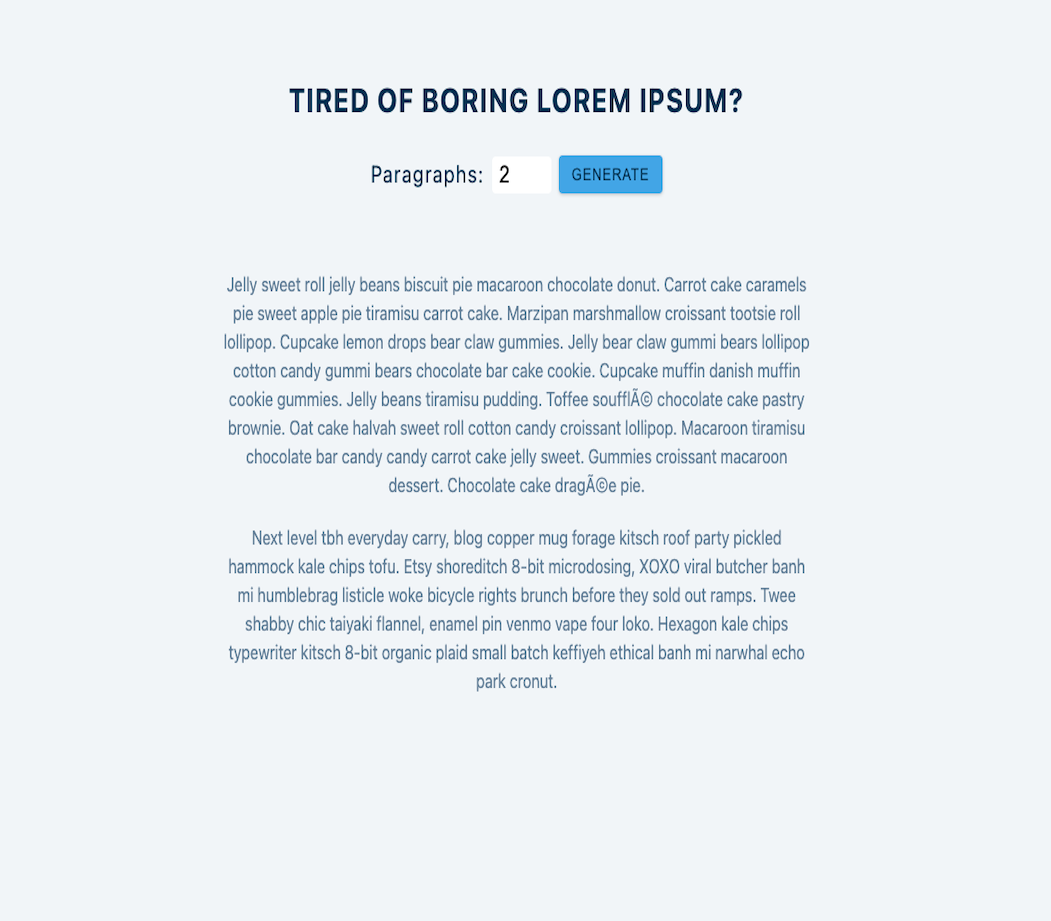 TIRED OF BORING LOREM IPSUM?
Paragraphs: 2 GENERATE
Jelly sweet roll jelly beans biscuit pie macaroon chocolate donut. Carrot cake caramels
pie sweet apple pie tiramisu carrot cake. Marzipan marshmallow croissant tootsie roll
lollipop. Cupcake lemon drops bear claw gummies. Jelly bear claw gummi bears lollipop
cotton candy gummi bears chocolate bar cake cookie. Cupcake muffin danish muffin
cookie gummies. Jelly beans tiramisu pudding. Toffee soufflÃ© chocolate cake pastry
brownie. Oat cake halvah sweet roll cotton candy croissant lollipop. Macaroon tiramisu
chocolate bar candy candy carrot cake jelly sweet. Gummies croissant macaroon
dessert. Chocolate cake dragÃ©e pie.
Next level tbh everyday carry, blog copper mug forage kitsch roof party pickled
hammock kale chips tofu. Etsy shoreditch 8-bit microdosing, XOXO viral butcher banh
mi humblebrag listicle woke bicycle rights brunch before they sold out ramps. Twee
shabby chic taiyaki flannel, enamel pin venmo vape four loko. Hexagon kale chips
typewriter kitsch 8-bit organic plaid small batch keffiyeh ethical banh mi narwhal echo
park cronut.